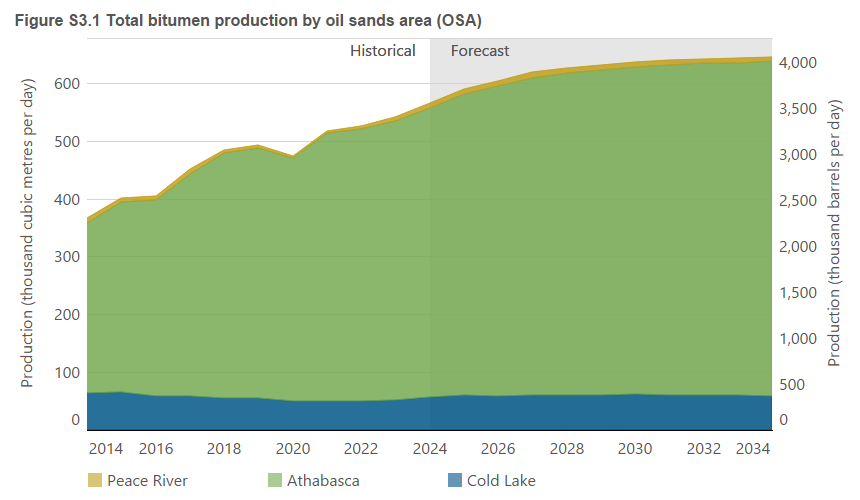 Figure S3.1 Total bitumen production by oil sands area (OSA)
Historical Forecast
Production (thousand cubic metres per day)
600
500
400
300
200
100
0
4,000
3,500
3,000
2,500
2,000
1,500
1,000
500
0
Production (thousand barrels per day)
2014 2016 2018 2020 2022 2024 2026 2028 2030 2032 2034
Peace River Athabasca Cold Lake